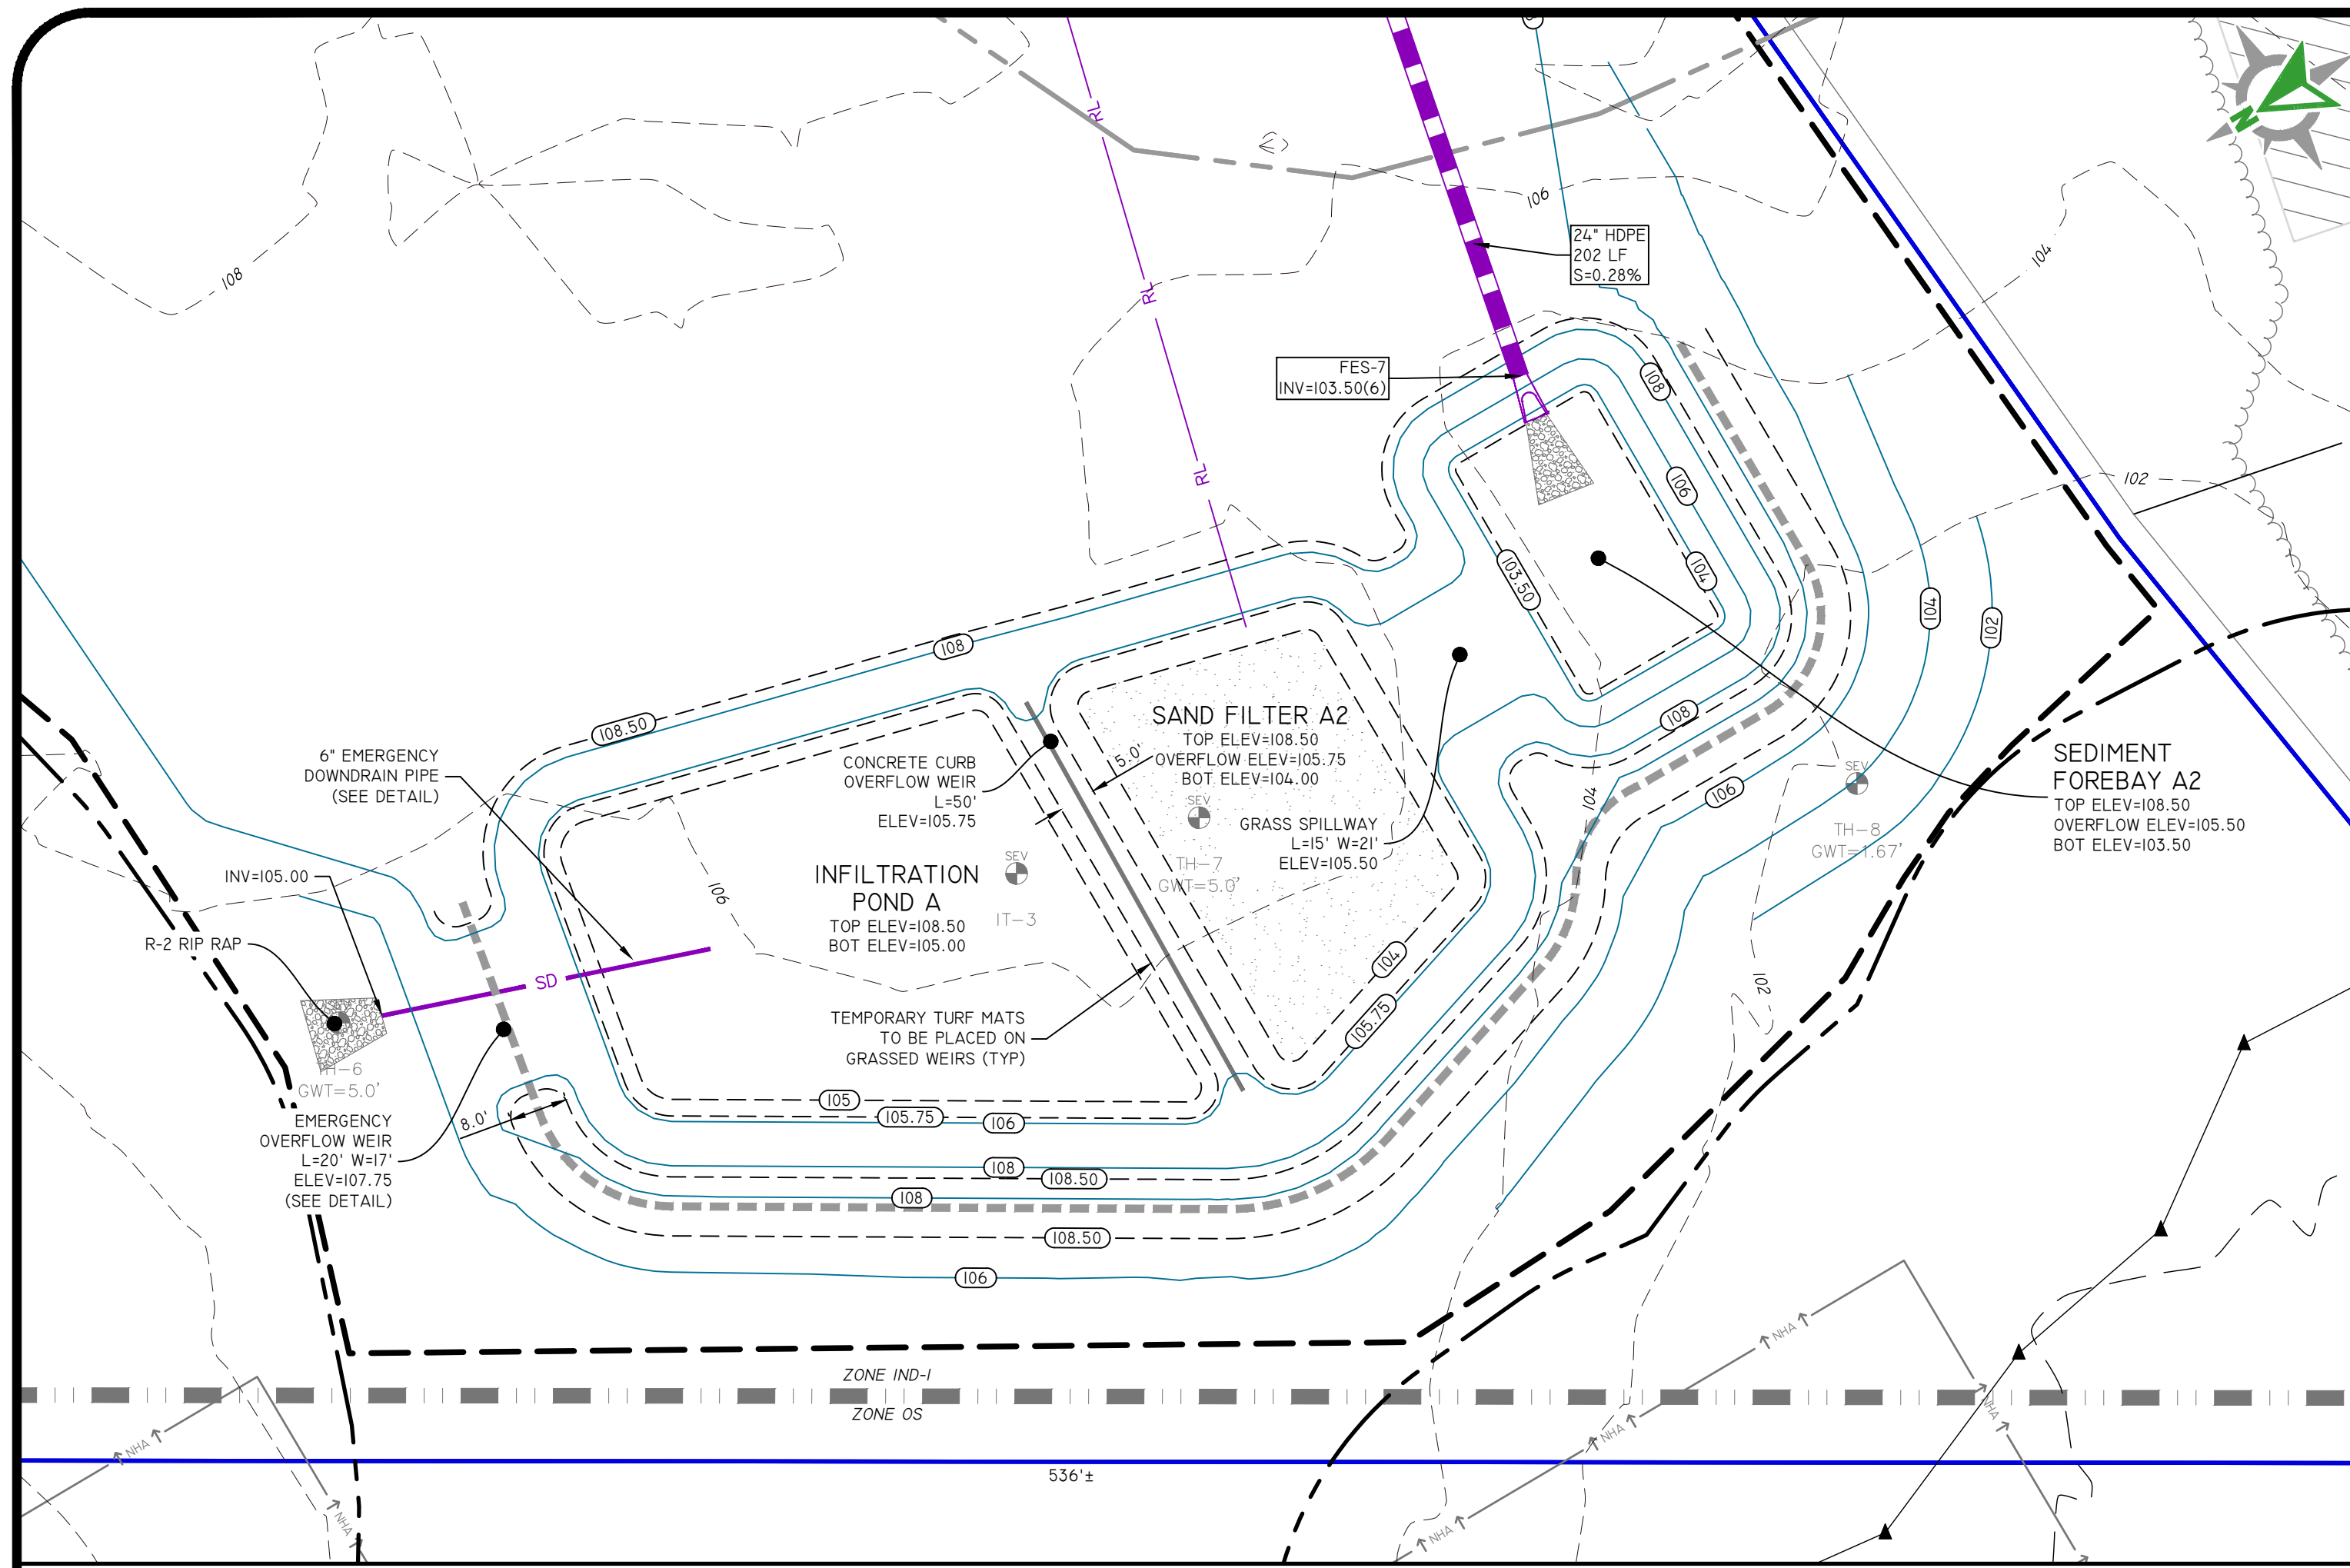 RL
106
108
104
24" HDPE
202 LF
S=0.28%
N
RL
FES-7
INV=103.50(6)
108
RL
106
102
103.50
104
104
102
108
108.50
108
106
6" EMERGENCY
DOWNDRAIN PIPE
(SEE DETAIL)
CONCRETE CURB
OVERFLOW WEIR
L=50'
ELEV=105.75
SAND FILTER A2
TOP ELEV=108.50
OVERFLOW ELEV=105.75
BOT ELEV=104.00
5.0'
SEV
TH-7
GWT=5.0'
GRASS SPILLWAY
L=15' W=21'
ELEV=105.50
104
SEV
TH-8
GWT=1.67'
SEDIMENT
FOREBAY A2
TOP ELEV=108.50
OVERFLOW ELEV=105.50
BOT ELEV=103.50
INV=105.00
R-2 RIP RAP
SD
106
INFILTRATION
POND A
TOP ELEV=108.50
BOT ELEV=105.00
SEV
IT-3
104
105.75
102
TEMPORARY TURF MATS
TO BE PLACED ON
GRASSED WEIRS (TYP)
TH-6
GWT=5.0'
EMERGENCY
OVERFLOW WEIR
L=20' W=17'
ELEV=107.75
(SEE DETAIL)
8.0'
105
105.75
106
108
108.50
108
108.50
106
ZONE IND-1
ZONE OS
NHA
NHA
NHA
NHA
NHA
NHA
536'±